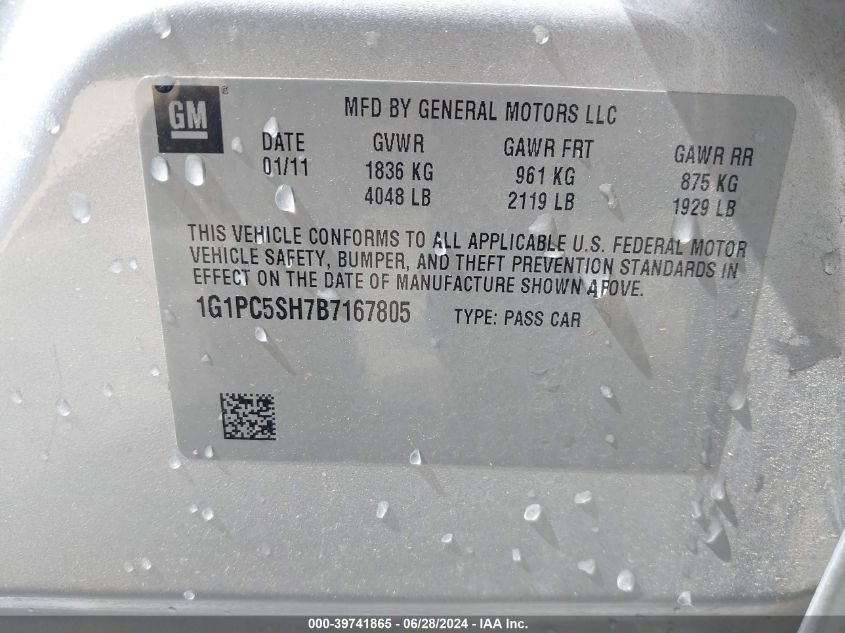 GM ®
MFD BY GENERAL MOTORS LLC
DATE GVWR GAWR FRT GAWR RR
01/11 1836 KG 961 KG 875 KG
4048 LB 2119 LB 1929 LB
THIS VEHICLE CONFORMS TO ALL APPLICABLE U.S. FEDERAL MOTOR
VEHICLE SAFETY, BUMPER, AND THEFT PREVENTION STANDARDS IN
EFFECT ON THE DATE OF MANUFACTURE SHOWN ABOVE.
1G1PC5SH7B7167805 TYPE: PASS CAR
000-39741865 - 06/28/2024 - IAA Inc.